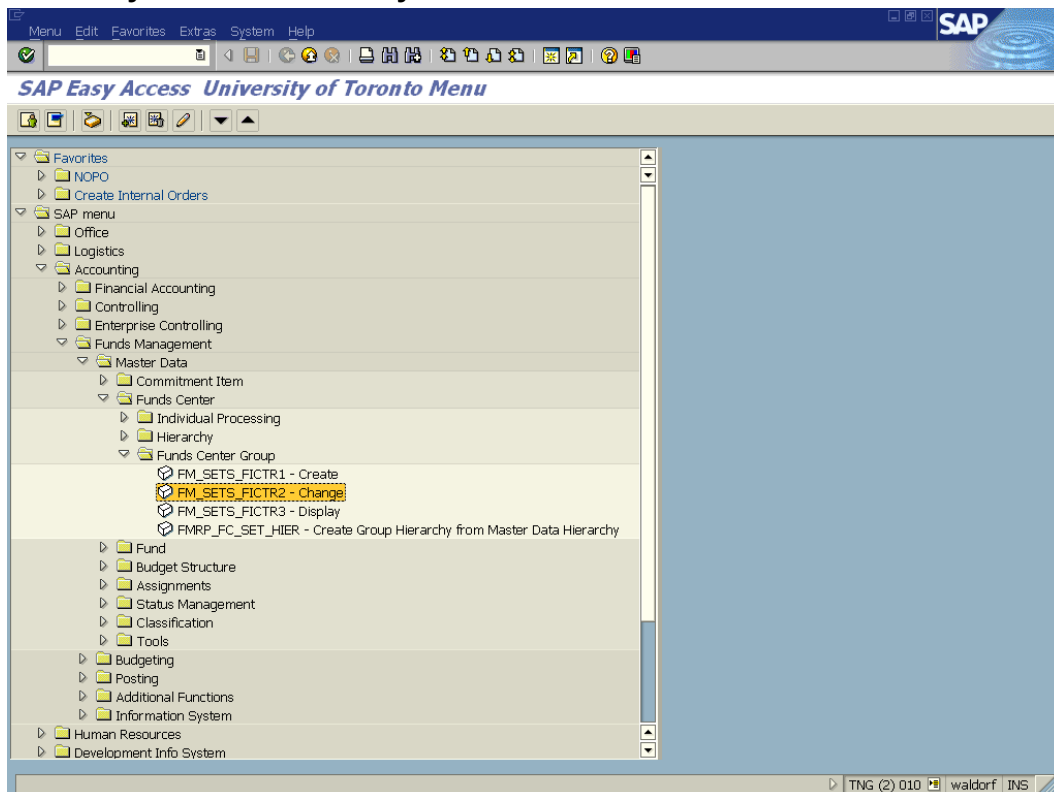 Menu Edit Favorites Extras System Help
SAP
SAP Easy Access University of Toronto Menu
Favorites
NOPO
Create Internal Orders
SAP menu
Office
Logistics
Accounting
Financial Accounting
Controlling
Enterprise Controlling
Funds Management
Master Data
Commitment Item
Funds Center
Individual Processing
Hierarchy
Funds Center Group
FM_SETS_FICTR1 - Create
FM_SETS_FICTR2 - Change
FM_SETS_FICTR3 - Display
FMRP_FC_SET_HIER - Create Group Hierarchy from Master Data Hierarchy
Fund
Budget Structure
Assignments
Status Management
Classification
Tools
Budgeting
Posting
Additional Functions
Information System
Human Resources
Development Info System
TNG (2) 010 waldorf INS